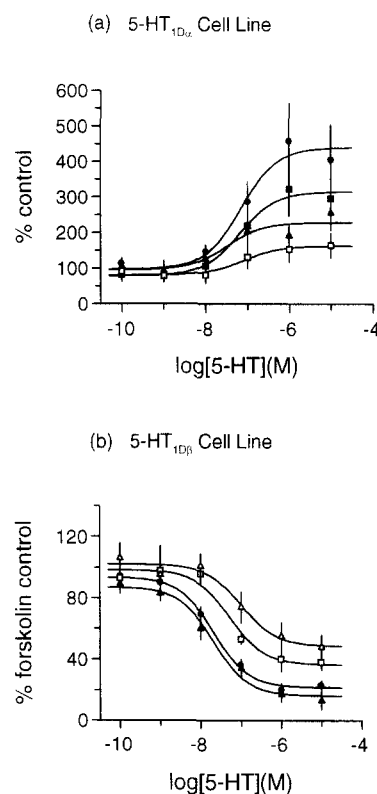 (a) 5-HT1Dα Cell Line
600
500
400
300
200
100
0
% control
-10 -8 -6 -4
log[5-HT](M)
(b) 5-HT1Dβ Cell Line
120
80
40
0
% forskolin control
-10 -8 -6 -4
log[5-HT](M)